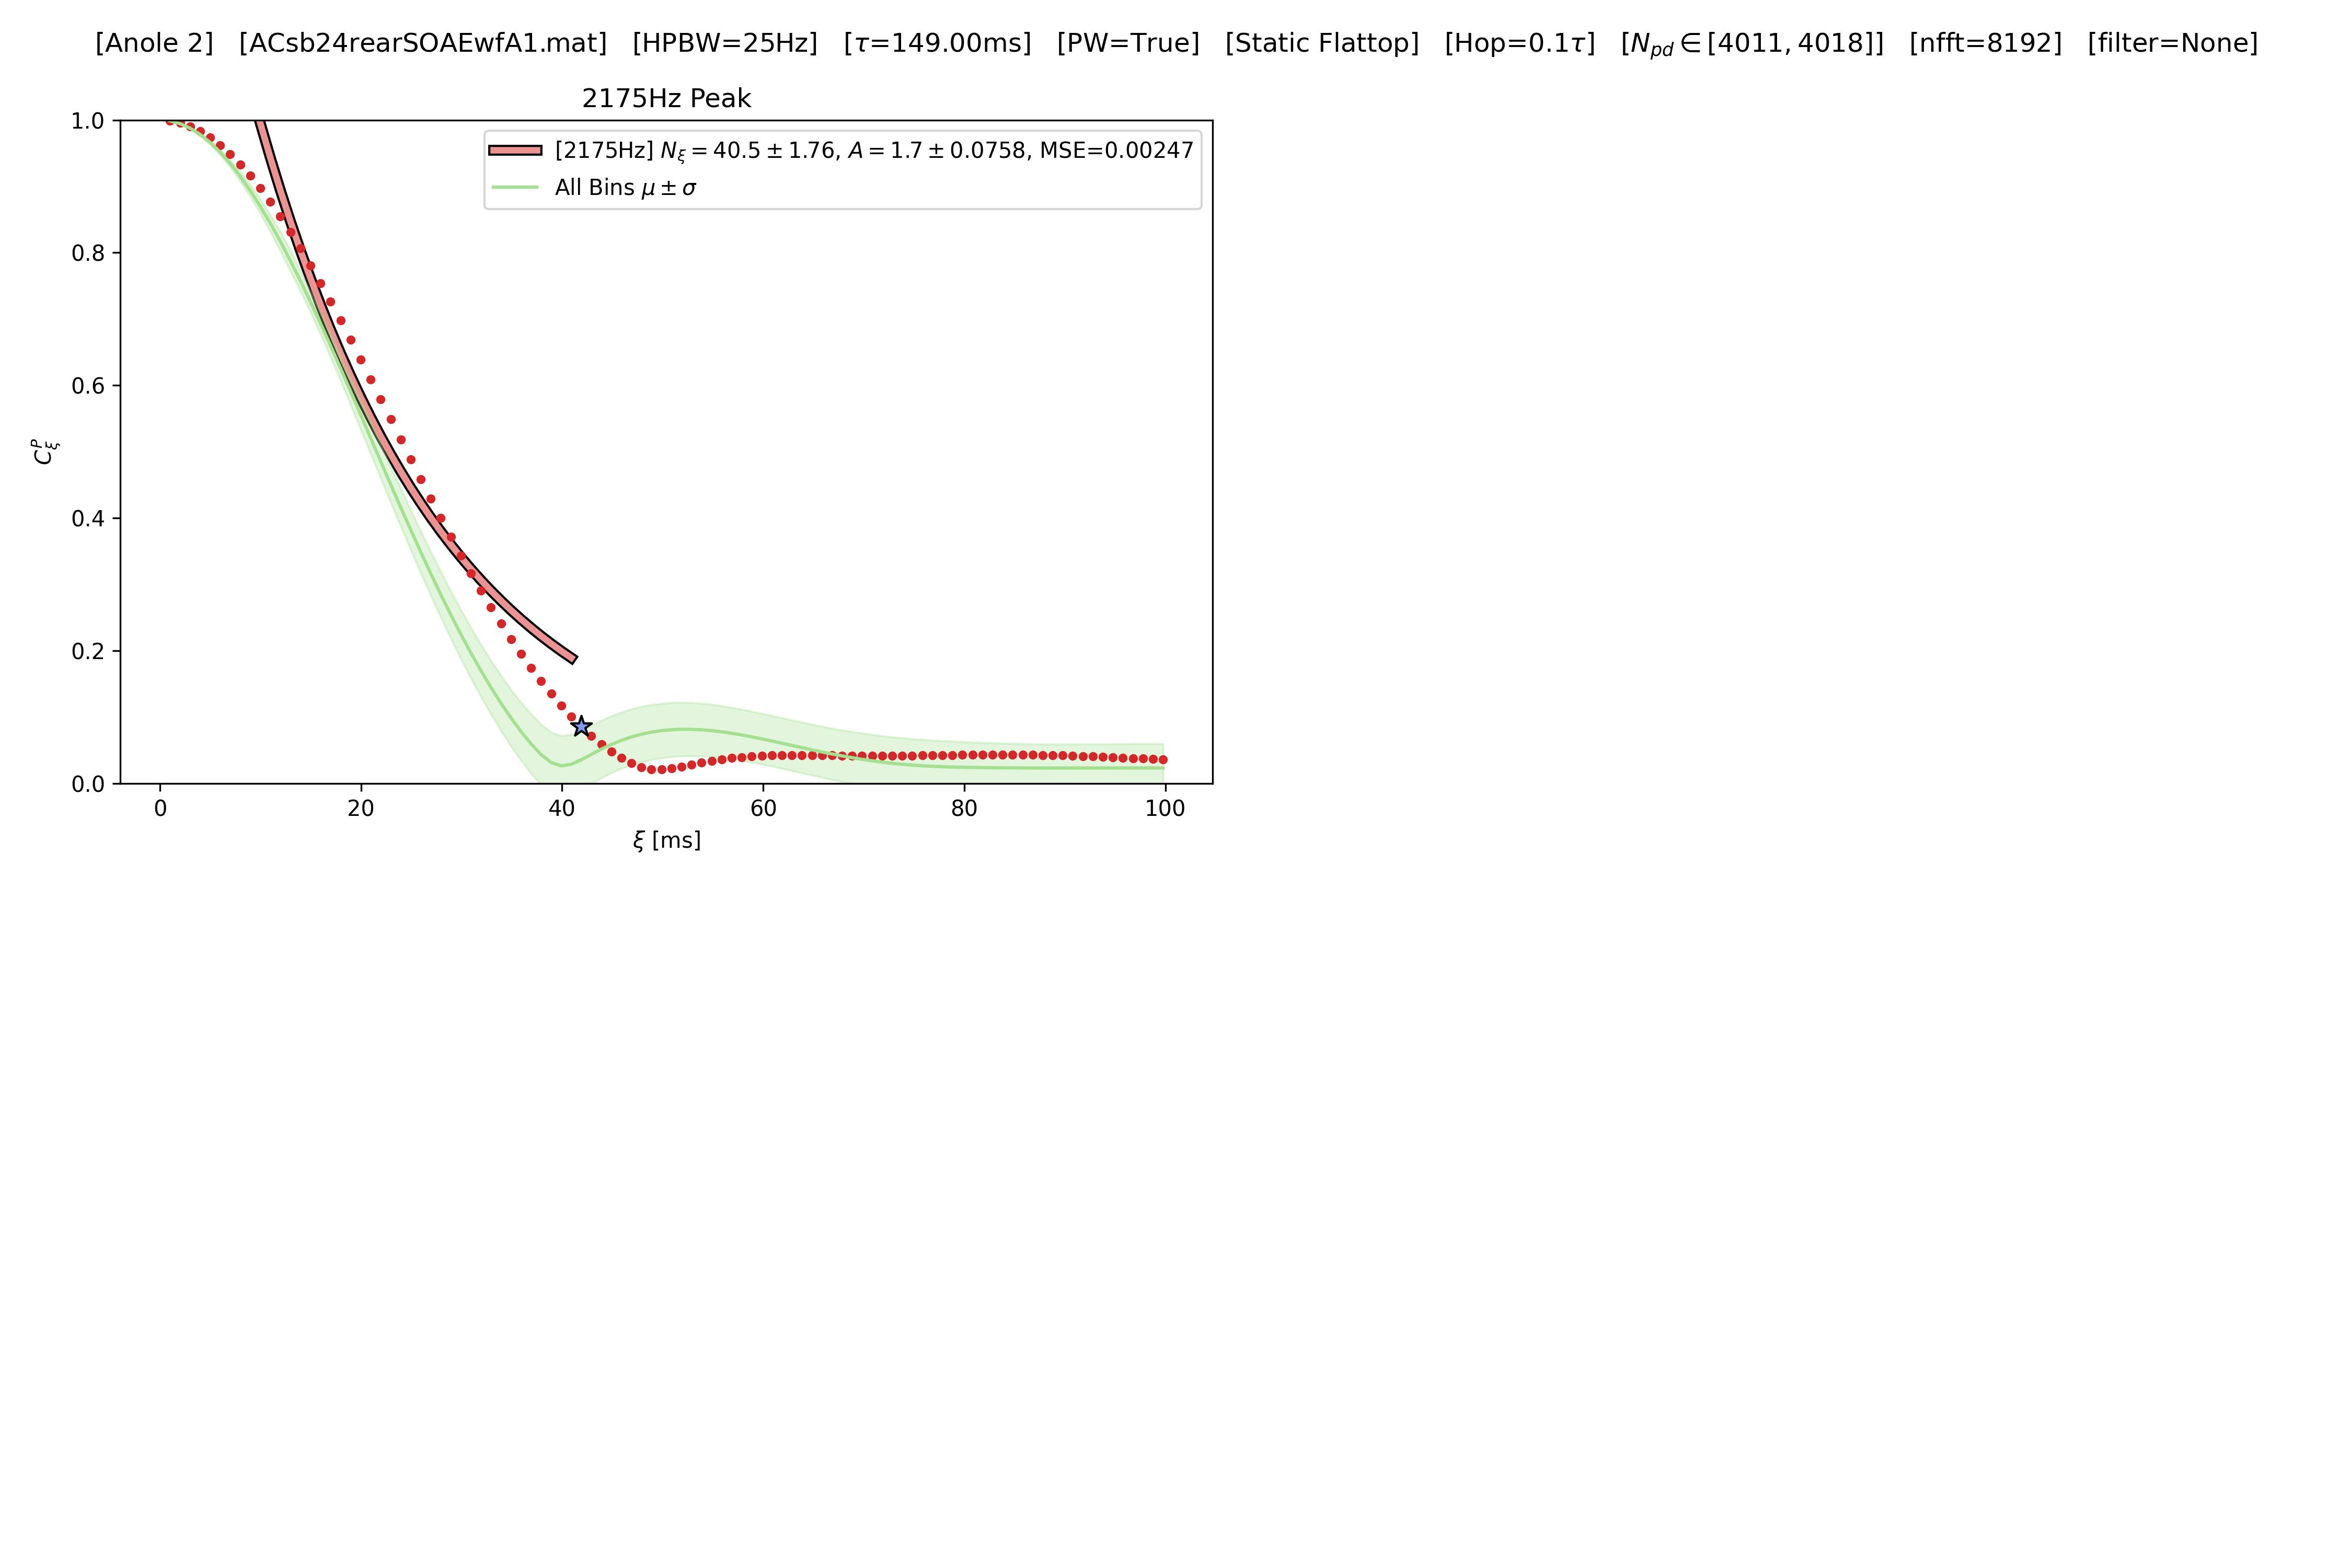 [Anole 2] [ACsb24rearSOAEwfA1.mat] [HPBW=25Hz] [τ=149.00ms] [PW=True] [Static Flattop] [Hop=0.1τ] [N_pd ∈ [4011, 4018]] [nfft=8192] [filter=None]
2175Hz Peak
[2175Hz] N_ξ = 40.5 ± 1.76, A = 1.7 ± 0.0758, MSE=0.00247
All Bins μ ± σ
1.0
0.8
0.6
0.4
0.2
0.0
C_ξ^P
0 20 40 60 80 100
ξ [ms]